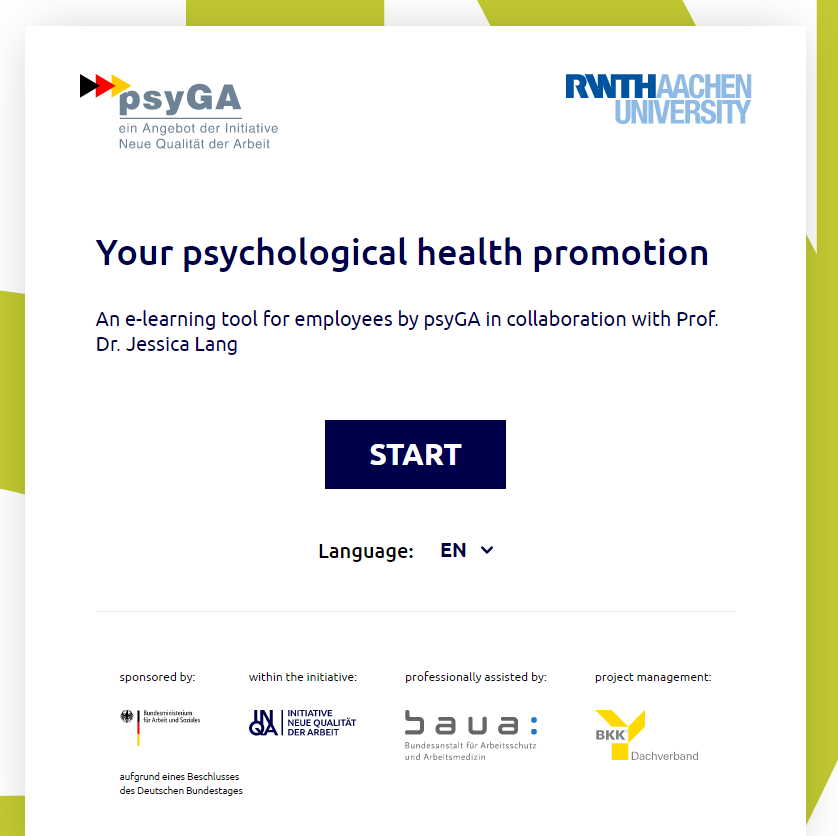 psyGA
ein Angebot der Initiative
Neue Qualität der Arbeit
RWTHAACHEN
UNIVERSITY
Your psychological health promotion
An e-learning tool for employees by psyGA in collaboration with Prof.
Dr. Jessica Lang
START
Language: EN
sponsored by:
Bundesministerium
für Arbeit und Soziales
aufgrund eines Beschlusses
des Deutschen Bundestages
within the initiative:
INQA
INITIATIVE
NEUE QUALITÄT
DER ARBEIT
professionally assisted by:
baua:
Bundesanstalt für Arbeitsschutz
und Arbeitsmedizin
project management:
BKK
Dachverband